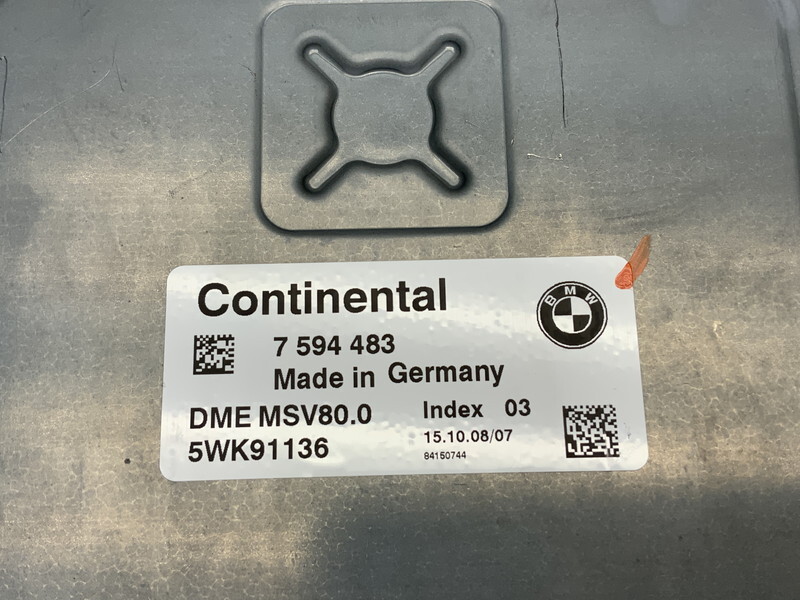 Continental
BMW
7 594 483
Made in Germany
DME MSV80.0 Index 03
5WK91136 15.10.08/07
84150744